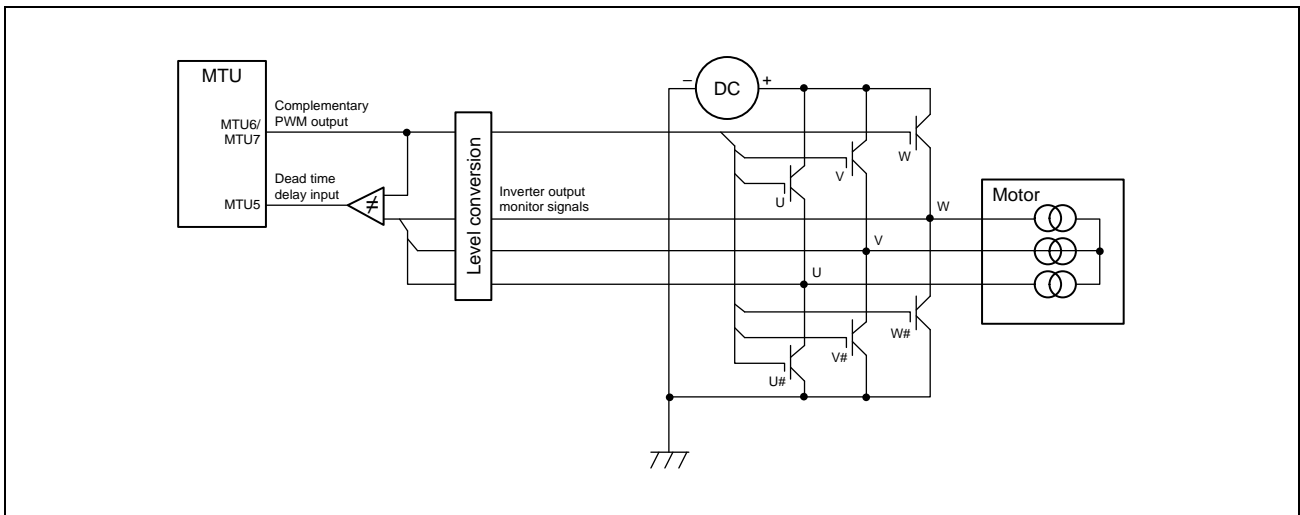 MTU
Complementary
PWM output
MTU6/
MTU7
Dead time
delay input
MTU5
≠
Level conversion
Inverter output
monitor signals
− DC +
W
V
U
W
V
U
W#
V#
U#
Motor